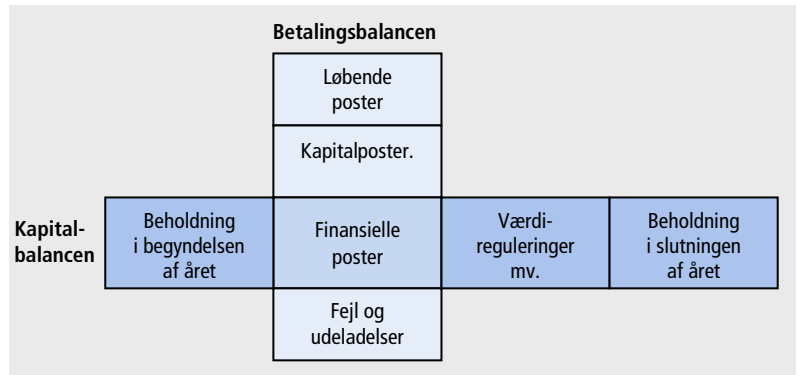 Betalingsbalancen
Løbende
poster
Kapitalposter.
Kapital-
balancen
Beholdning
i begyndelsen
af året
Finansielle
poster
Værdi-
reguleringer
mv.
Beholdning
i slutningen
af året
Fejl og
udeladelser